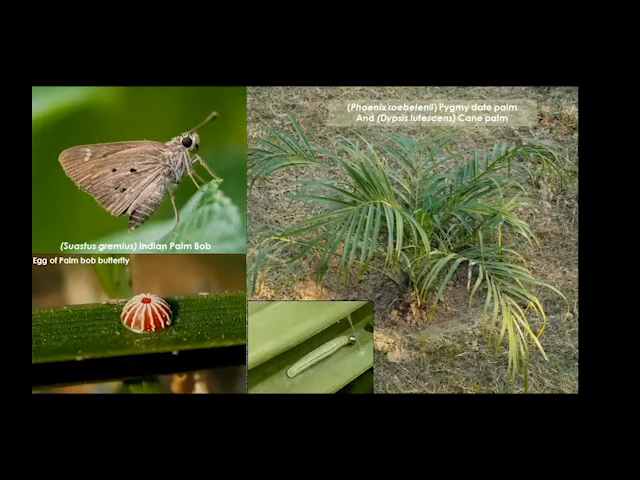 (Phoenix roebelenii) Pygmy date palm
And (Dypsis lutescens) Cane palm
(Suastus gremius) Indian Palm Bob
Egg of Palm bob butterfly